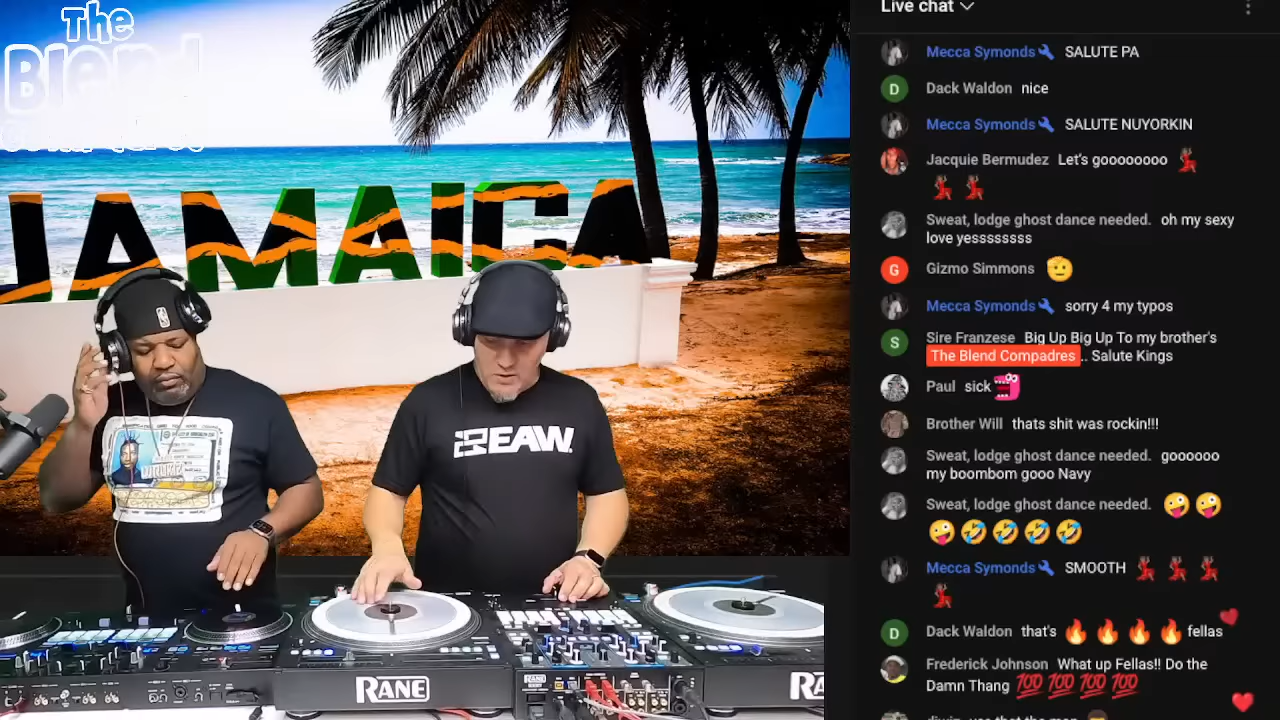 The
Blend
JAMAICA
REAW.
RANE
RANE
RA
Live chat
Mecca Symonds SALUTE PA
Dack Waldon nice
Mecca Symonds SALUTE NUYORKIN
Jacquie Bermudez Let's goooooooo
Sweat, lodge ghost dance needed. oh my sexy
love yessssssss
Gizmo Simmons
Mecca Symonds sorry 4 my typos
Sire Franzese Big Up Big Up To my brother's
The Blend Compadres .. Salute Kings
Paul sick
Brother Will thats shit was rockin!!!
Sweat, lodge ghost dance needed. goooooo
my boombom gooo Navy
Sweat, lodge ghost dance needed.
Mecca Symonds SMOOTH
Dack Waldon that's 🔥 🔥 🔥 🔥 fellas
Frederick Johnson What up Fellas!! Do the
Damn Thang 💯 💯 💯 💯